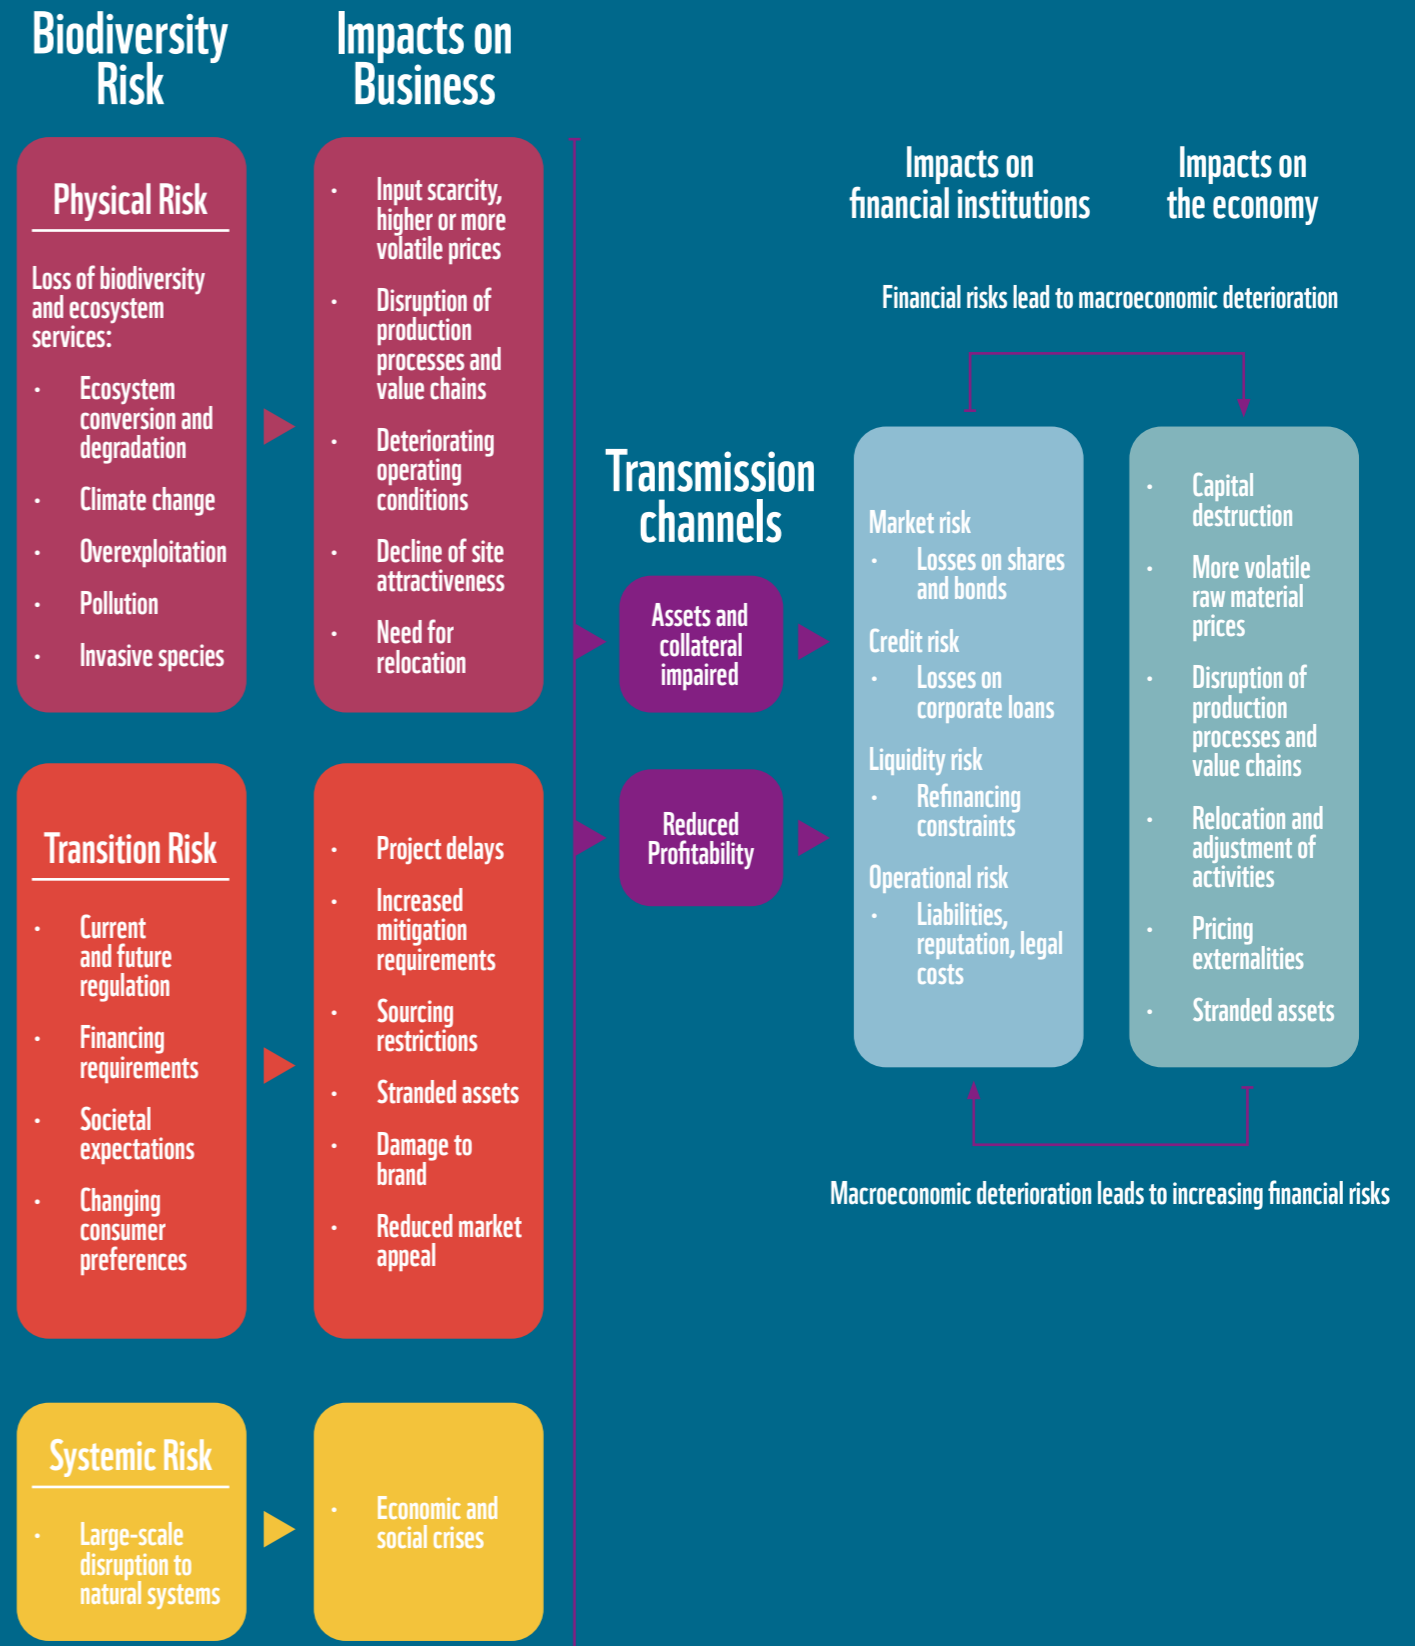 Biodiversity
Risk
Impacts on
Business
Physical Risk
Loss of biodiversity
and ecosystem
services:
• Ecosystem
conversion and
degradation
• Climate change
• Overexploitation
• Pollution
• Invasive species
• Input scarcity,
higher or more
volatile prices
• Disruption of
production
processes and
value chains
• Deteriorating
operating
conditions
• Decline of site
attractiveness
• Need for
relocation
Transition Risk
• Current
and future
regulation
• Financing
requirements
• Societal
expectations
• Changing
consumer
preferences
• Project delays
• Increased
mitigation
requirements
• Sourcing
restrictions
• Stranded assets
• Damage to
brand
• Reduced market
appeal
Systemic Risk
• Large-scale
disruption to
natural systems
• Economic and
social crises
Transmission
channels
Assets and
collateral
impaired
Reduced
Profitability
Impacts on
financial institutions
Impacts on
the economy
Financial risks lead to macroeconomic deterioration
Market risk
• Losses on shares
and bonds
Credit risk
• Losses on
corporate loans
Liquidity risk
• Refinancing
constraints
Operational risk
• Liabilities,
reputation, legal
costs
• Capital
destruction
• More volatile
raw material
prices
• Disruption of
production
processes and
value chains
• Relocation and
adjustment of
activities
• Pricing
externalities
• Stranded assets
Macroeconomic deterioration leads to increasing financial risks